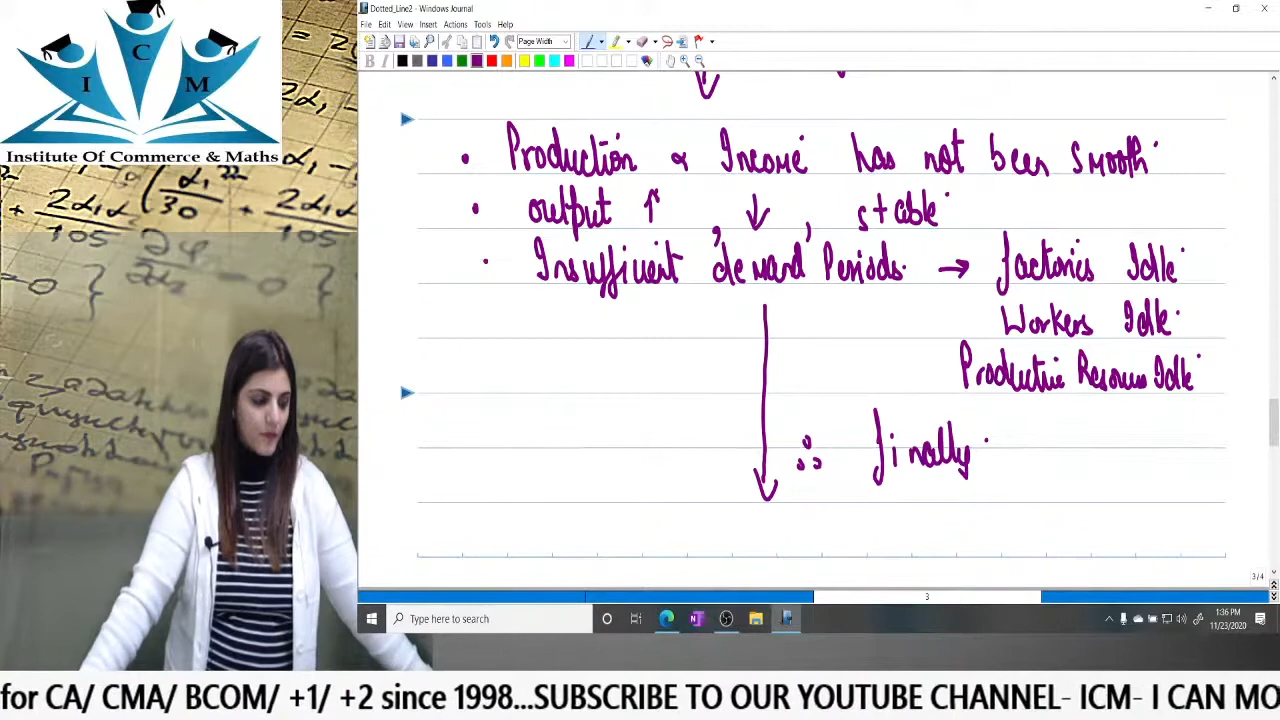 I C M
Institute Of Commerce & Maths
Dotted_Line2 - Windows Journal
File Edit View Insert Actions Tools Help
Page Width
• Production & Income has not been smooth
• output ↑ ↓, stable
• Insufficient 'demand' Periods → factories Idle
Workers Idle
Productive Resource Idle
∴ finally
3/4
3
Type here to search
1:36 PM
11/23/2020
for CA/ CMA/ BCOM/ +1/ +2 since 1998...SUBSCRIBE TO OUR YOUTUBE CHANNEL- ICM- I CAN MO